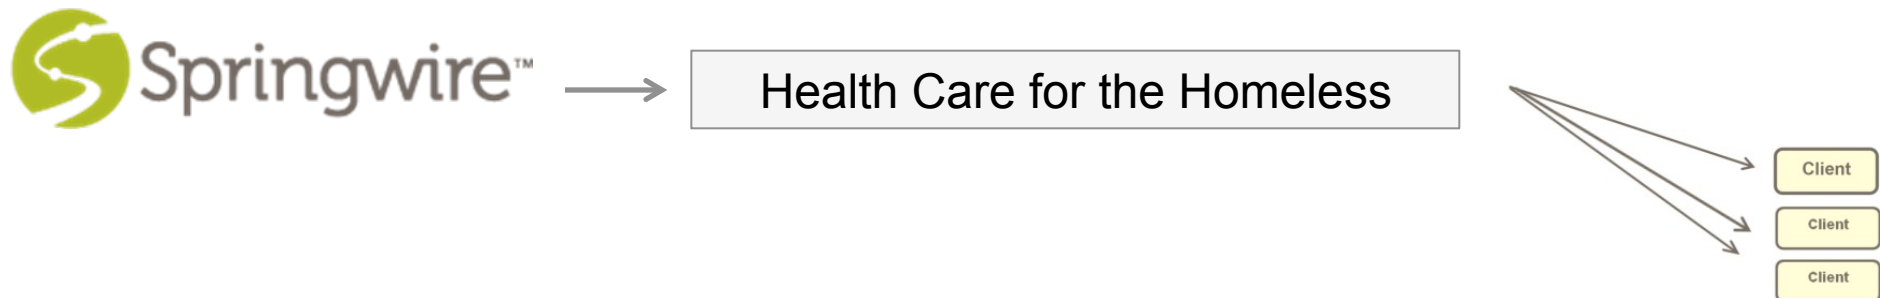 Springwire™
Health Care for the Homeless
Client
Client
Client